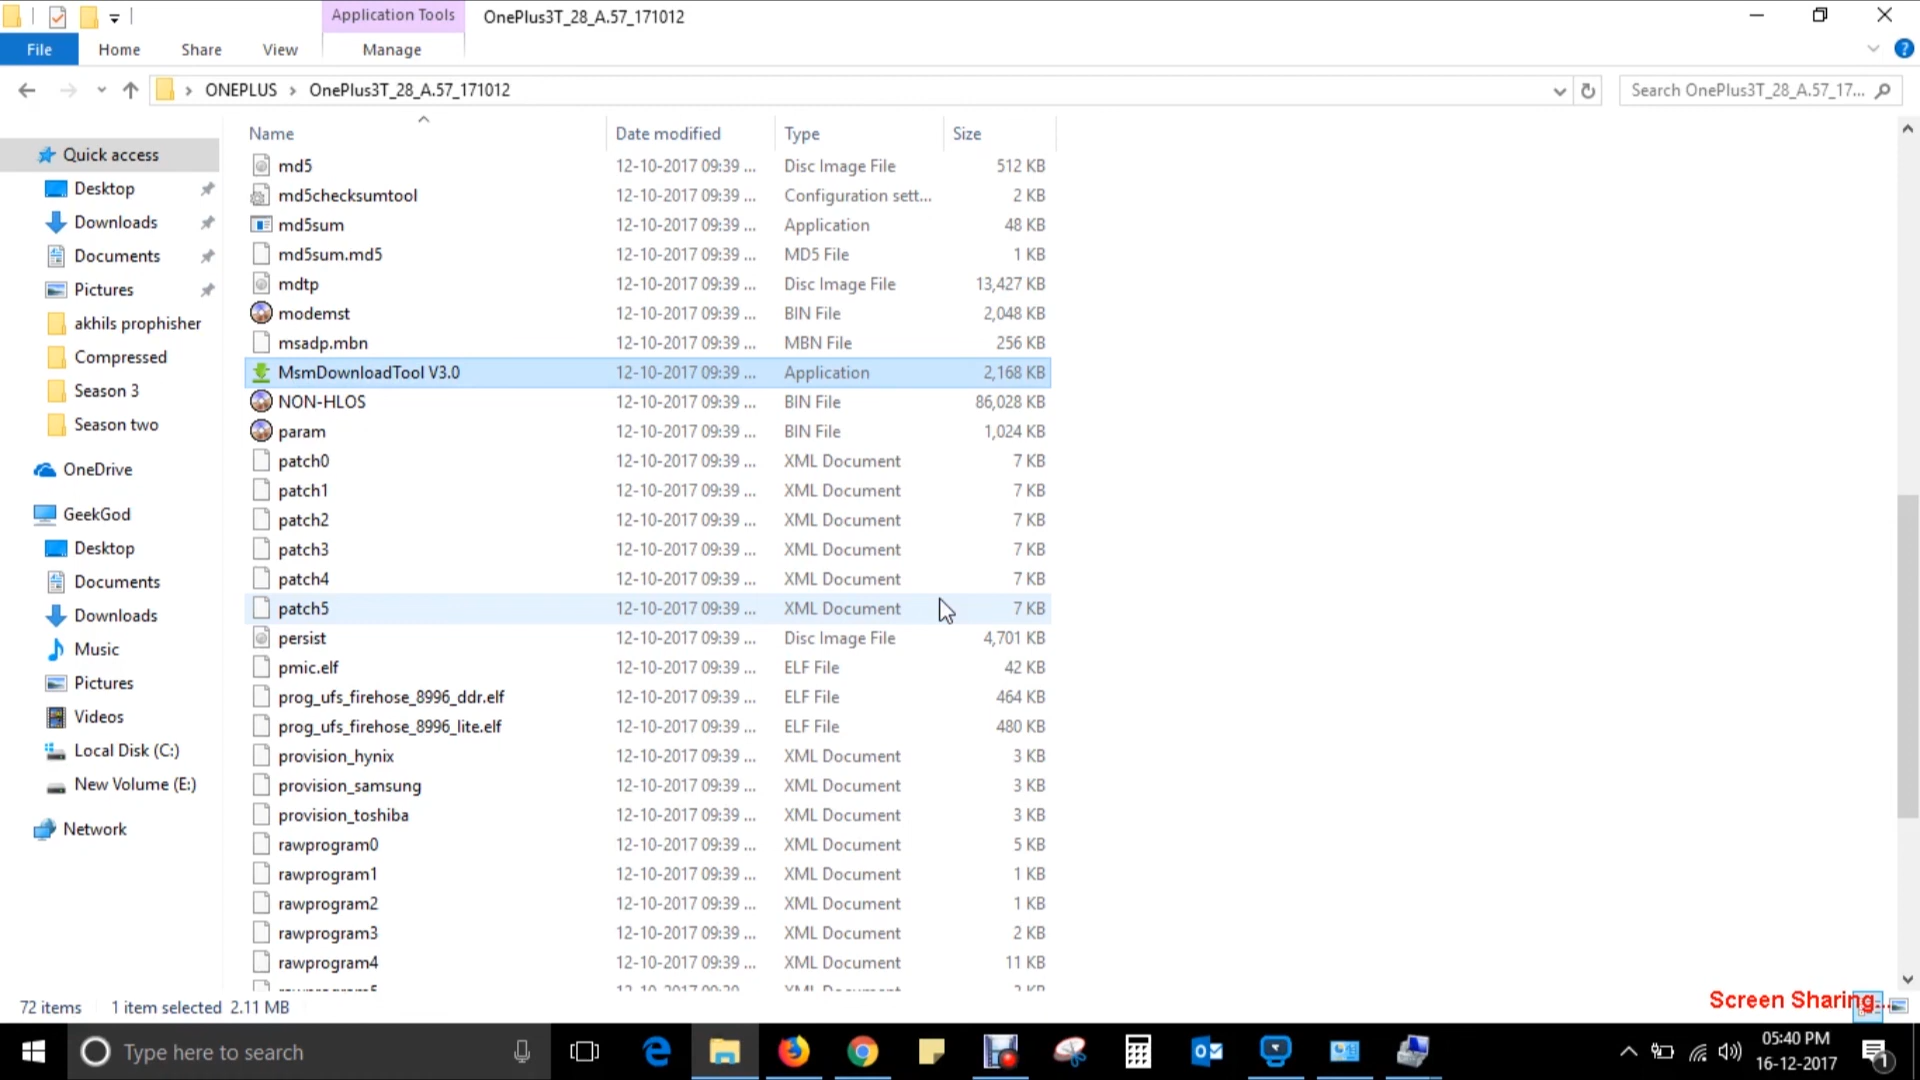 Application Tools OnePlus3T_28_A.57_171012
File Home Share View Manage
ONEPLUS OnePlus3T_28_A.57_171012 Search OnePlus3T_28_A.57_17...
Name Date modified Type Size
Quick access
Desktop
Downloads
Documents
Pictures
akhils prophisher
Compressed
Season 3
Season two
OneDrive
GeekGod
Desktop
Documents
Downloads
Music
Pictures
Videos
Local Disk (C:)
New Volume (E:)
Network
md5 12-10-2017 09:39 ... Disc Image File 512 KB
md5checksumtool 12-10-2017 09:39 ... Configuration sett... 2 KB
md5sum 12-10-2017 09:39 ... Application 48 KB
md5sum.md5 12-10-2017 09:39 ... MD5 File 1 KB
mdtp 12-10-2017 09:39 ... Disc Image File 13,427 KB
modemst 12-10-2017 09:39 ... BIN File 2,048 KB
msadp.mbn 12-10-2017 09:39 ... MBN File 256 KB
MsmDownloadTool V3.0 12-10-2017 09:39 ... Application 2,168 KB
NON-HLOS 12-10-2017 09:39 ... BIN File 86,028 KB
param 12-10-2017 09:39 ... BIN File 1,024 KB
patch0 12-10-2017 09:39 ... XML Document 7 KB
patch1 12-10-2017 09:39 ... XML Document 7 KB
patch2 12-10-2017 09:39 ... XML Document 7 KB
patch3 12-10-2017 09:39 ... XML Document 7 KB
patch4 12-10-2017 09:39 ... XML Document 7 KB
patch5 12-10-2017 09:39 ... XML Document 7 KB
persist 12-10-2017 09:39 ... Disc Image File 4,701 KB
pmic.elf 12-10-2017 09:39 ... ELF File 42 KB
prog_ufs_firehose_8996_ddr.elf 12-10-2017 09:39 ... ELF File 464 KB
prog_ufs_firehose_8996_lite.elf 12-10-2017 09:39 ... ELF File 480 KB
provision_hynix 12-10-2017 09:39 ... XML Document 3 KB
provision_samsung 12-10-2017 09:39 ... XML Document 3 KB
provision_toshiba 12-10-2017 09:39 ... XML Document 3 KB
rawprogram0 12-10-2017 09:39 ... XML Document 5 KB
rawprogram1 12-10-2017 09:39 ... XML Document 1 KB
rawprogram2 12-10-2017 09:39 ... XML Document 1 KB
rawprogram3 12-10-2017 09:39 ... XML Document 2 KB
rawprogram4 12-10-2017 09:39 ... XML Document 11 KB
72 items 1 item selected 2.11 MB
Screen Sharing...
Type here to search
05:40 PM
16-12-2017
1